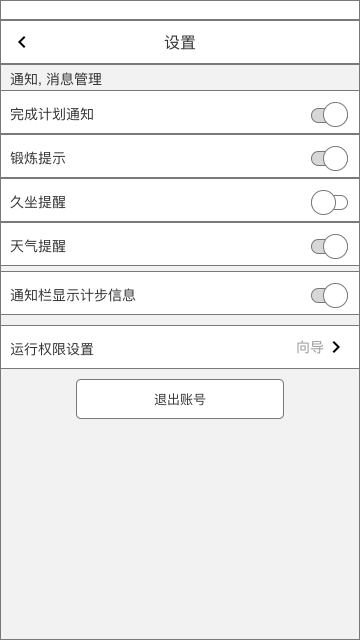 设置
通知, 消息管理
完成计划通知
锻炼提示
久坐提醒
天气提醒
通知栏显示计步信息
运行权限设置 向导
退出账号